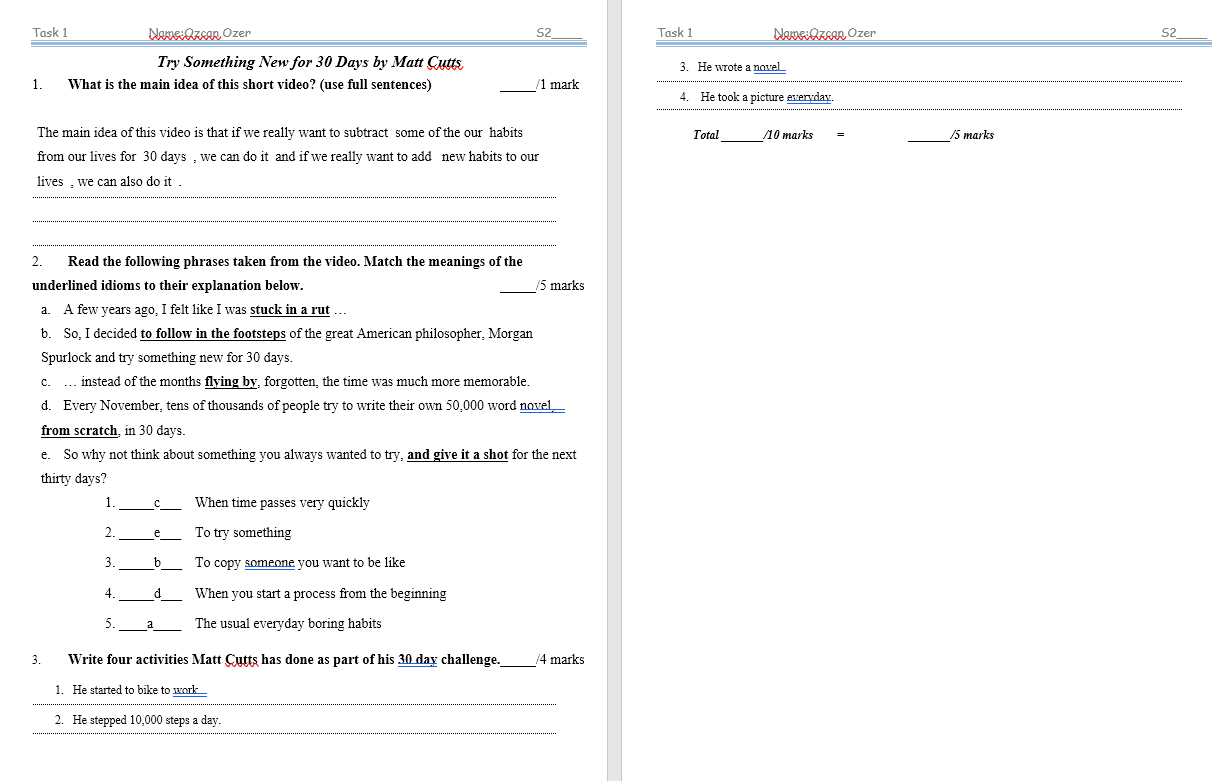 Task 1 Name:Ozcan Ozer S2____
Try Something New for 30 Days by Matt Cutts
1. What is the main idea of this short video? (use full sentences) _____/1 mark
The main idea of this video is that if we really want to subtract some of the our habits
from our lives for 30 days , we can do it and if we really want to add new habits to our
lives , we can also do it .
2. Read the following phrases taken from the video. Match the meanings of the
underlined idioms to their explanation below. _____/5 marks
a. A few years ago, I felt like I was stuck in a rut …
b. So, I decided to follow in the footsteps of the great American philosopher, Morgan
Spurlock and try something new for 30 days.
c. … instead of the months flying by, forgotten, the time was much more memorable.
d. Every November, tens of thousands of people try to write their own 50,000 word novel,
from scratch, in 30 days.
e. So why not think about something you always wanted to try, and give it a shot for the next
thirty days?
1. _____c___ When time passes very quickly
2. _____e___ To try something
3. _____b___ To copy someone you want to be like
4. _____d___ When you start a process from the beginning
5. ____a____ The usual everyday boring habits
3. Write four activities Matt Cutts has done as part of his 30 day challenge._____/4 marks
1. He started to bike to work
2. He stepped 10,000 steps a day.
Task 1 Name:Ozcan Ozer S2____
3. He wrote a novel.
4. He took a picture everyday.
Total ______/10 marks = ______/5 marks